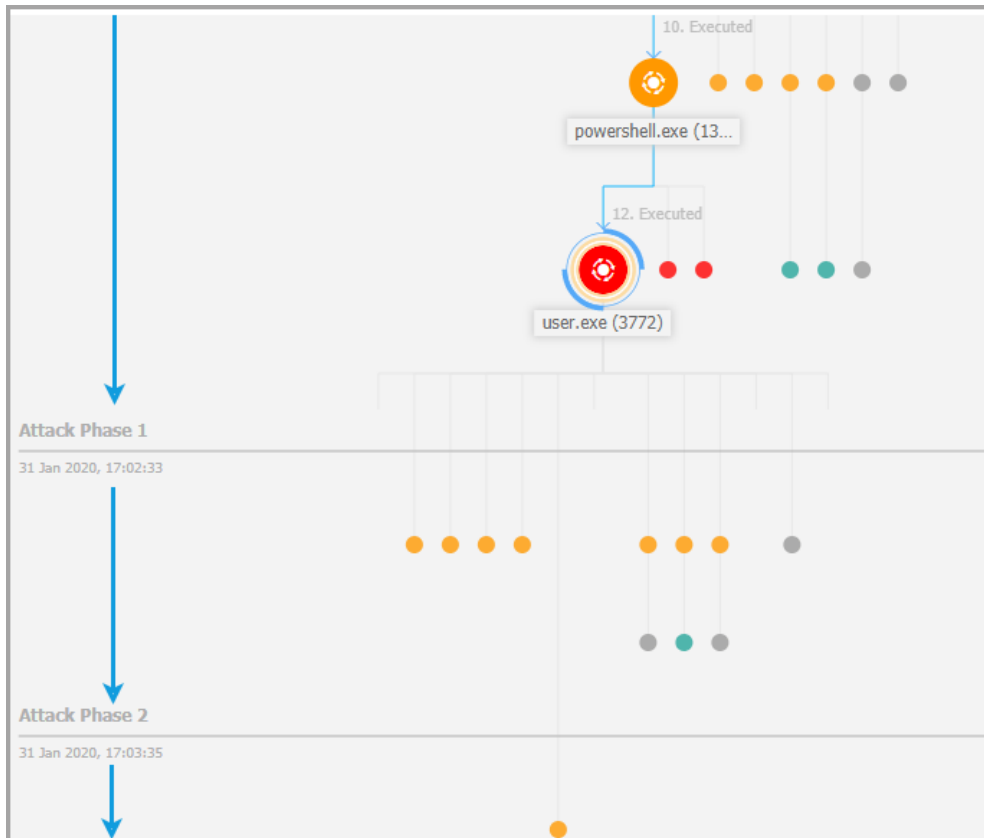 10. Executed
powershell.exe (13...
12. Executed
user.exe (3772)
Attack Phase 1
31 Jan 2020, 17:02:33
Attack Phase 2
31 Jan 2020, 17:03:35